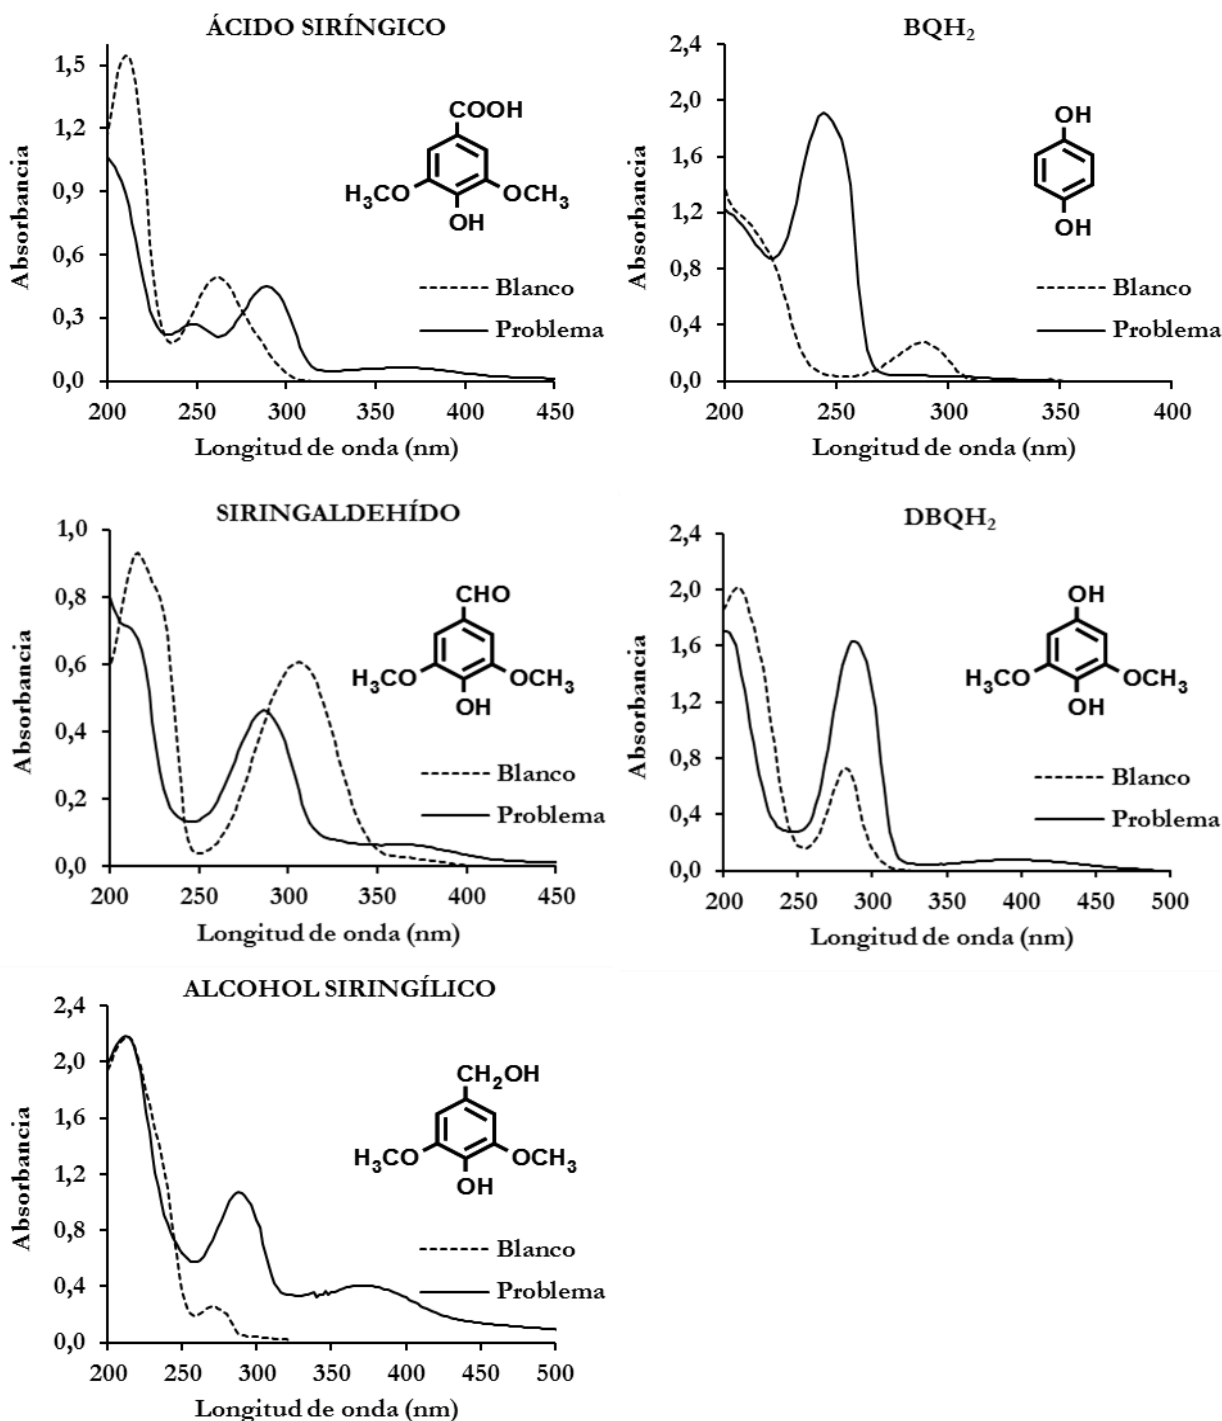 ÁCIDO SIRÍNGICO
Absorbancia
1,5
1,2
0,9
0,6
0,3
0,0
COOH
H₃CO
OCH₃
OH
Blanco
Problema
200 250 300 350 400 450
Longitud de onda (nm)
BQH₂
Absorbancia
2,4
2,0
1,6
1,2
0,8
0,4
0,0
OH
OH
Blanco
Problema
200 250 300 350 400
Longitud de onda (nm)
SIRINGALDEHÍDO
Absorbancia
1,0
0,8
0,6
0,4
0,2
0,0
CHO
H₃CO
OCH₃
OH
Blanco
Problema
200 250 300 350 400 450
Longitud de onda (nm)
DBQH₂
Absorbancia
2,4
2,0
1,6
1,2
0,8
0,4
0,0
OH
H₃CO
OCH₃
OH
Blanco
Problema
200 250 300 350 400 450 500
Longitud de onda (nm)
ALCOHOL SIRINGÍLICO
Absorbancia
2,4
2,0
1,6
1,2
0,8
0,4
0,0
CH₂OH
H₃CO
OCH₃
OH
Blanco
Problema
200 250 300 350 400 450 500
Longitud de onda (nm)